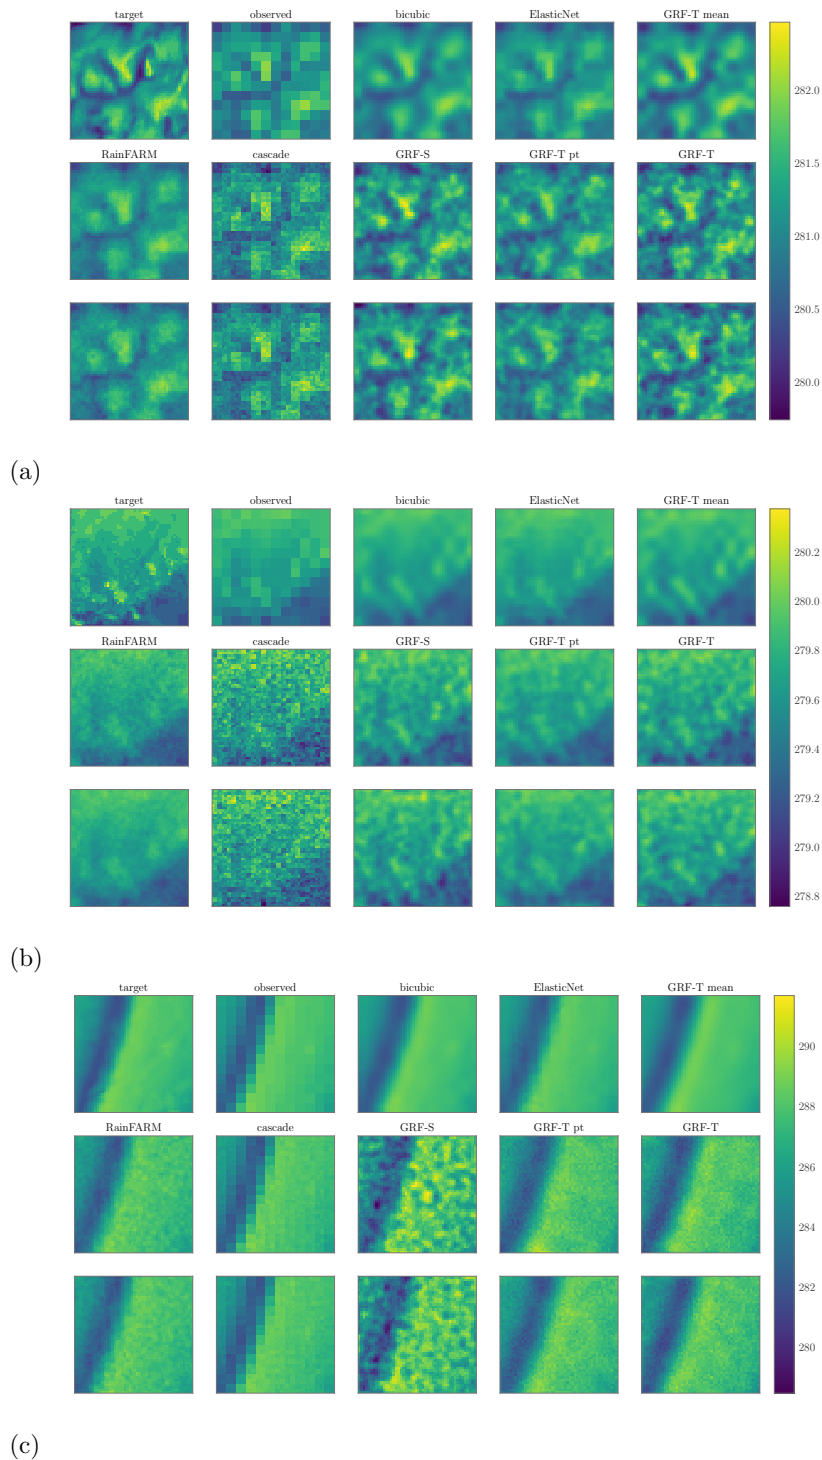 target observed bicubic ElasticNet GRF-T mean
RainFARM cascade GRF-S GRF-T pt GRF-T
282.0
281.5
281.0
280.5
280.0
(a)
target observed bicubic ElasticNet GRF-T mean
RainFARM cascade GRF-S GRF-T pt GRF-T
280.2
280.0
279.8
279.6
279.4
279.2
279.0
278.8
(b)
target observed bicubic ElasticNet GRF-T mean
RainFARM cascade GRF-S GRF-T pt GRF-T
290
288
286
284
282
280
(c)